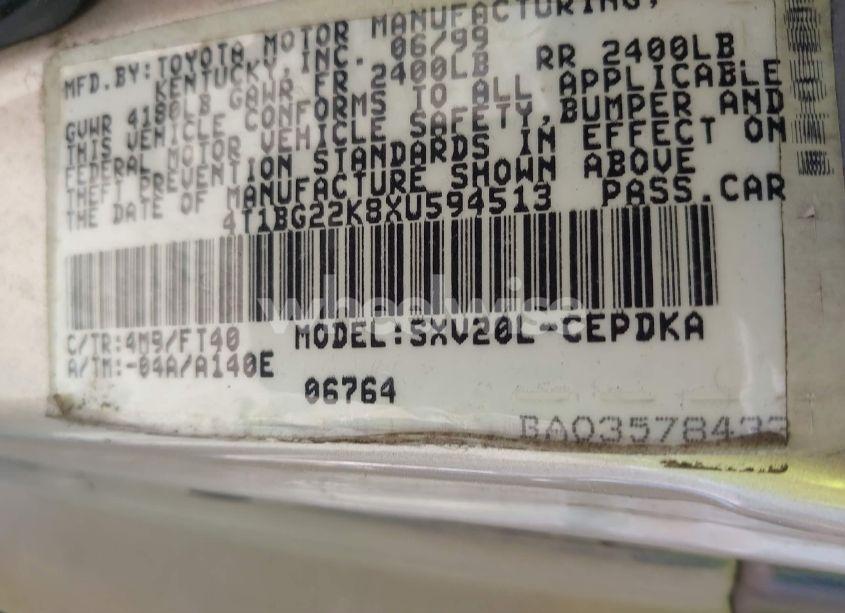 MFD.BY:TOYOTA MOTOR MANUFACTURING,
KENTUCKY,INC. 06/99
GVWR 4180LB GAWR FR 2400LB RR 2400LB
THIS VEHICLE CONFORMS TO ALL APPLICABLE
FEDERAL MOTOR VEHICLE SAFETY,BUMPER AND
THEFT PREVENTION STANDARDS IN EFFECT ON
THE DATE OF MANUFACTURE SHOWN ABOVE
4T1BG22K8XU594513 PASS.CAR
wheelwise
C/TR:4M9/FT40 MODEL:SXV20L-CEPDKA
A/TM:-04A/A140E
06764
BA03578433